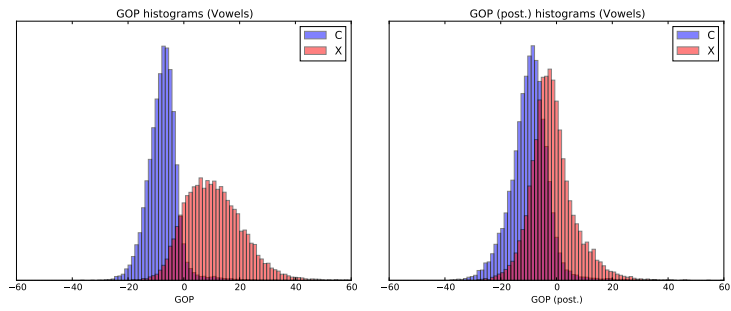 GOP histograms (Vowels)
C
X
−60 −40 −20 0 20 40 60
GOP
GOP (post.) histograms (Vowels)
C
X
−60 −40 −20 0 20 40 60
GOP (post.)